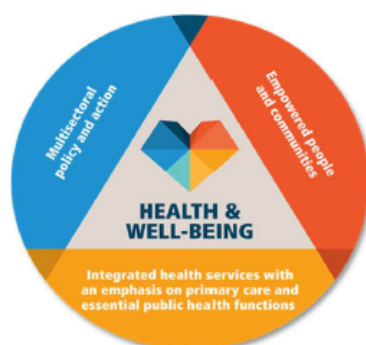 Multisectoral
policy and action
Empowered people
and communities
HEALTH &
WELL-BEING
Integrated health services with
an emphasis on primary care and
essential public health functions